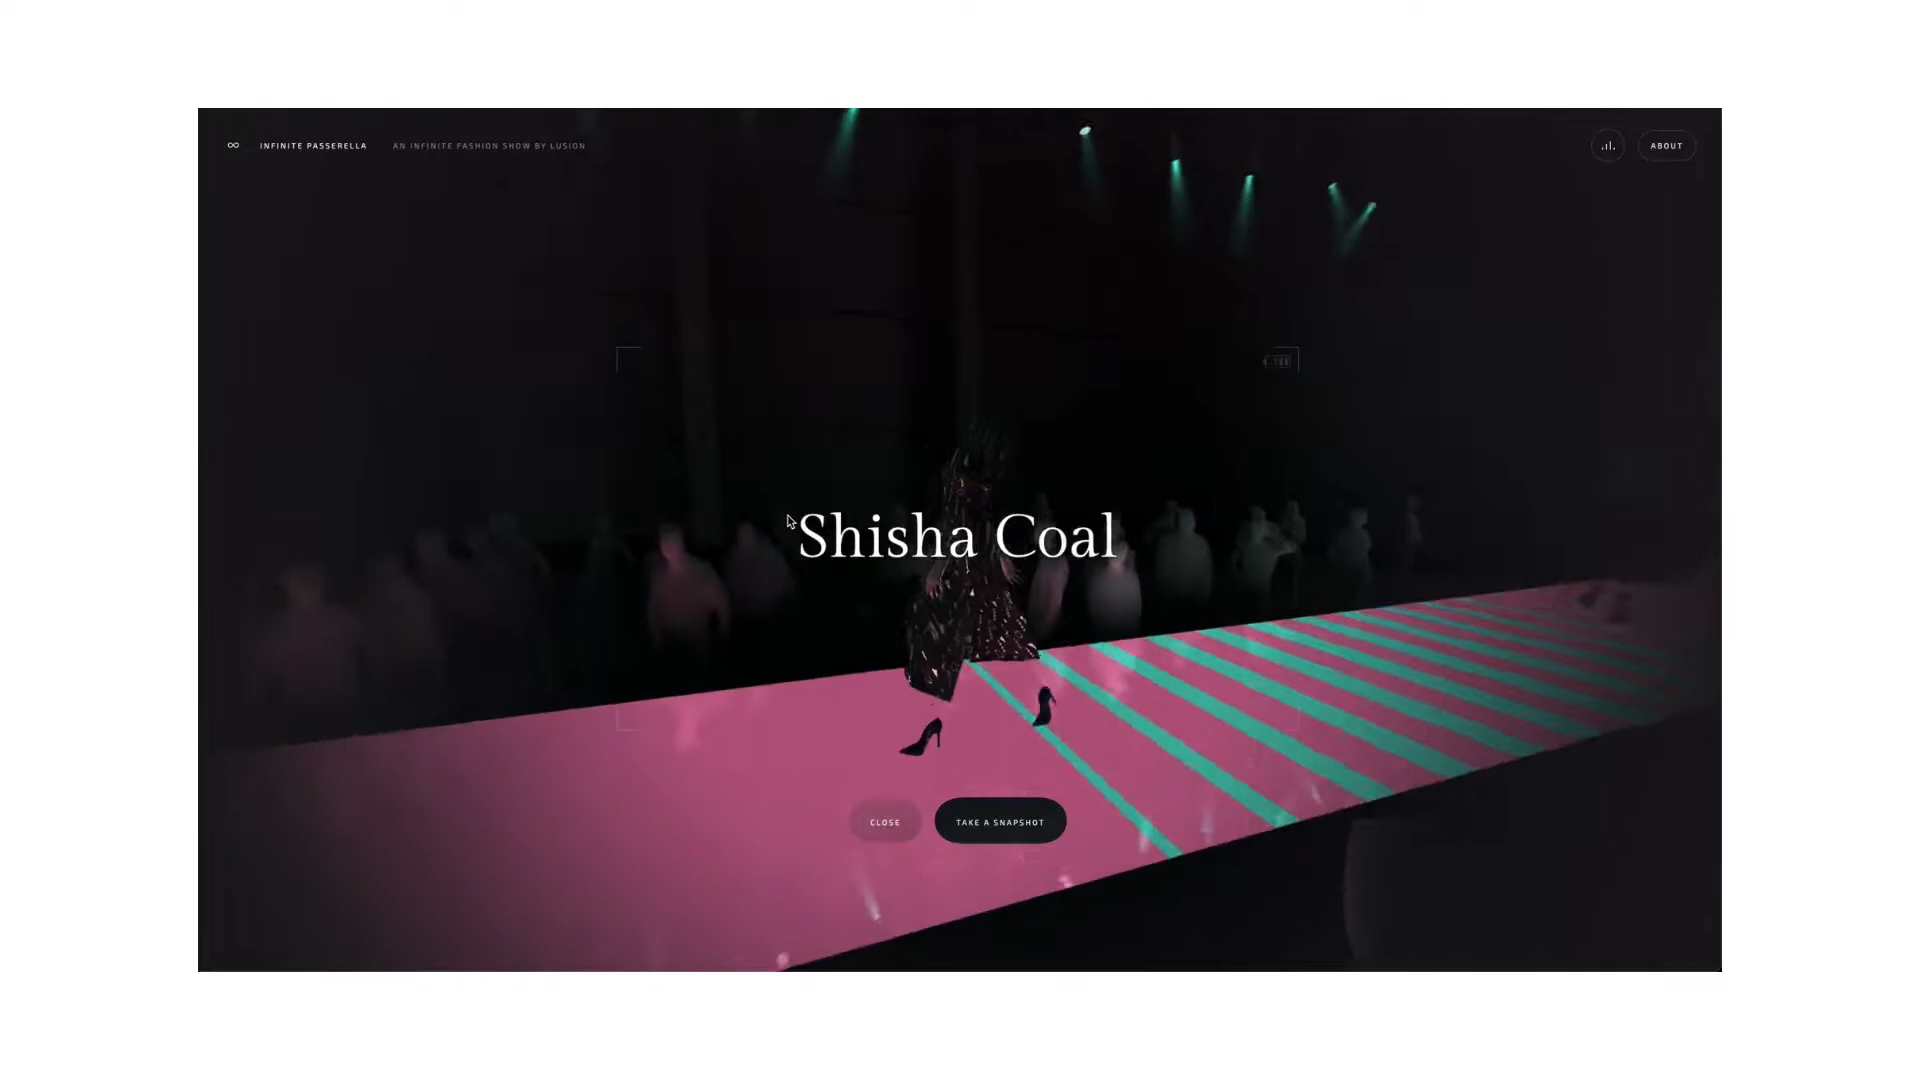 INFINITE PASSERELLA
AN INFINITE FASHION SHOW BY LUSION
ABOUT
Shisha Coal
CLOSE
TAKE A SNAPSHOT